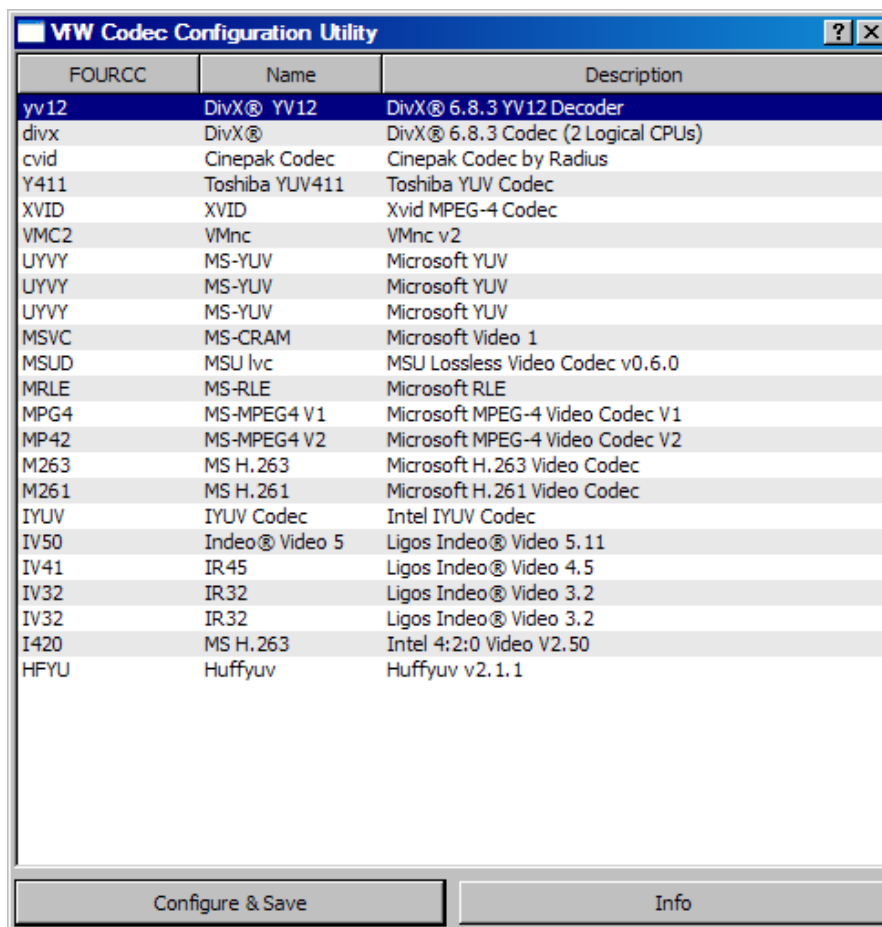 VfW Codec Configuration Utility
FOURCC Name Description
yv12 DivX® YV12 DivX® 6.8.3 YV12 Decoder
divx DivX® DivX® 6.8.3 Codec (2 Logical CPUs)
cvid Cinepak Codec Cinepak Codec by Radius
Y411 Toshiba YUV411 Toshiba YUV Codec
XVID XVID Xvid MPEG-4 Codec
VMC2 VMnc VMnc v2
UYVY MS-YUV Microsoft YUV
UYVY MS-YUV Microsoft YUV
UYVY MS-YUV Microsoft YUV
MSVC MS-CRAM Microsoft Video 1
MSUD MSU lvc MSU Lossless Video Codec v0.6.0
MRLE MS-RLE Microsoft RLE
MPG4 MS-MPEG4 V1 Microsoft MPEG-4 Video Codec V1
MP42 MS-MPEG4 V2 Microsoft MPEG-4 Video Codec V2
M263 MS H.263 Microsoft H.263 Video Codec
M261 MS H.261 Microsoft H.261 Video Codec
IYUV IYUV Codec Intel IYUV Codec
IV50 Indeo® Video 5 Ligos Indeo® Video 5.11
IV41 IR45 Ligos Indeo® Video 4.5
IV32 IR32 Ligos Indeo® Video 3.2
IV32 IR32 Ligos Indeo® Video 3.2
I420 MS H.263 Intel 4:2:0 Video V2.50
HFYU Huffyuv Huffyuv v2.1.1
Configure & Save Info